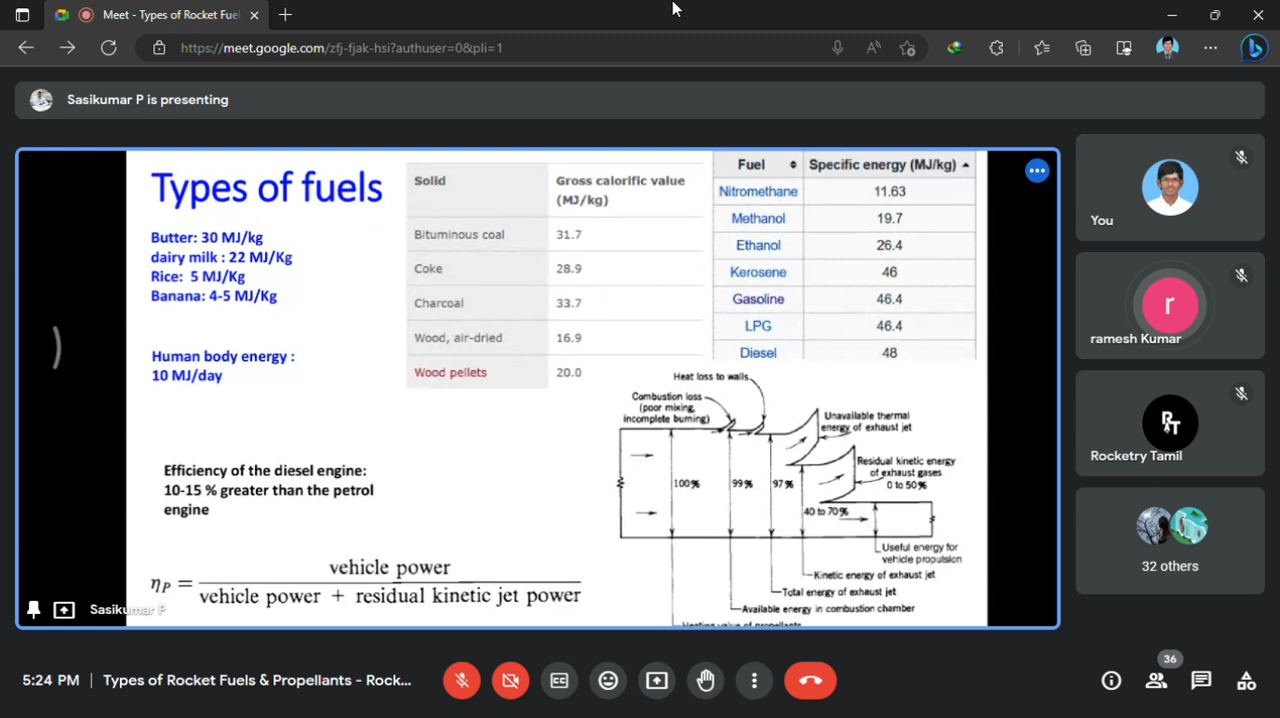 Meet - Types of Rocket Fuel
https://meet.google.com/zfj-fjak-hsi?authuser=0&pli=1
Sasikumar P is presenting
Types of fuels
Butter: 30 MJ/kg
dairy milk : 22 MJ/Kg
Rice: 5 MJ/Kg
Banana: 4-5 MJ/Kg
Human body energy :
10 MJ/day
Efficiency of the diesel engine:
10-15 % greater than the petrol
engine
ηP = vehicle power / vehicle power + residual kinetic jet power
Solid Gross calorific value
(MJ/kg)
Bituminous coal 31.7
Coke 28.9
Charcoal 33.7
Wood, air-dried 16.9
Wood pellets 20.0
Fuel Specific energy (MJ/kg)
Nitromethane 11.63
Methanol 19.7
Ethanol 26.4
Kerosene 46
Gasoline 46.4
LPG 46.4
Diesel 48
Heat loss to walls
Combustion loss
(poor mixing,
incomplete burning)
Unavailable thermal
energy of exhaust jet
Residual kinetic energy
of exhaust gases
0 to 50%
100% 99% 97%
40 to 70%
Useful energy for
vehicle propulsion
Kinetic energy of exhaust jet
Total energy of exhaust jet
Available energy in combustion chamber
Heating value of propellants
Sasikumar P
You
r
ramesh Kumar
RT
Rocketry Tamil
32 others
5:24 PM | Types of Rocket Fuels & Propellants - Rock...
36